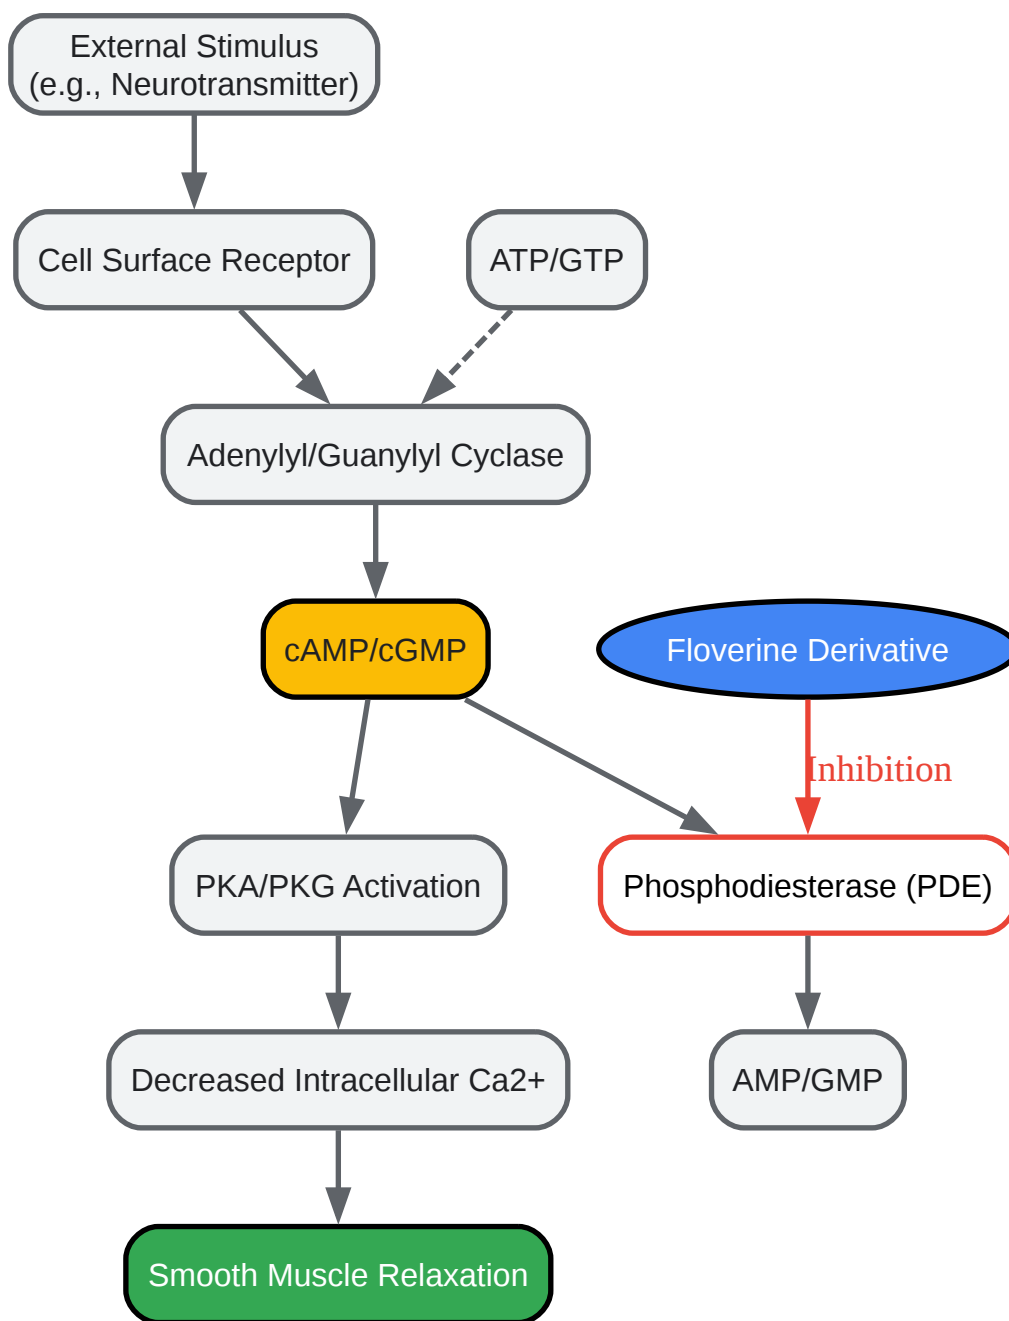 External Stimulus
(e.g., Neurotransmitter)
Cell Surface Receptor
ATP/GTP
Adenylyl/Guanylyl Cyclase
cAMP/cGMP
Floverine Derivative
Inhibition
PKA/PKG Activation
Phosphodiesterase (PDE)
Decreased Intracellular Ca2+
AMP/GMP
Smooth Muscle Relaxation